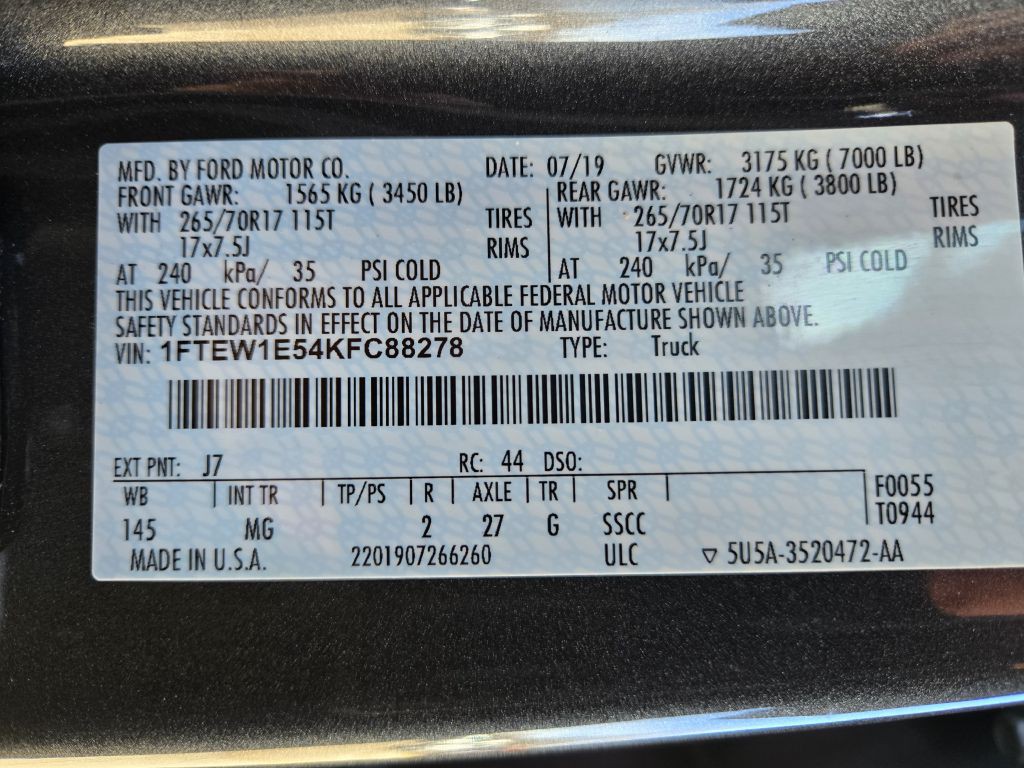 MFD. BY FORD MOTOR CO. DATE: 07/19 GVWR: 3175 KG ( 7000 LB)
FRONT GAWR: 1565 KG ( 3450 LB) REAR GAWR: 1724 KG ( 3800 LB)
WITH 265/70R17 115T TIRES WITH 265/70R17 115T TIRES
17x7.5J RIMS 17x7.5J RIMS
AT 240 kPa/ 35 PSI COLD AT 240 kPa/ 35 PSI COLD
THIS VEHICLE CONFORMS TO ALL APPLICABLE FEDERAL MOTOR VEHICLE
SAFETY STANDARDS IN EFFECT ON THE DATE OF MANUFACTURE SHOWN ABOVE.
VIN: 1FTEW1E54KFC88278 TYPE: Truck
EXT PNT: J7 RC: 44 DSO:
WB INT TR TP/PS R AXLE TR SPR F0055
145 MG 2 27 G SSCC T0944
MADE IN U.S.A. 2201907266260 ULC ▽ 5U5A-3520472-AA